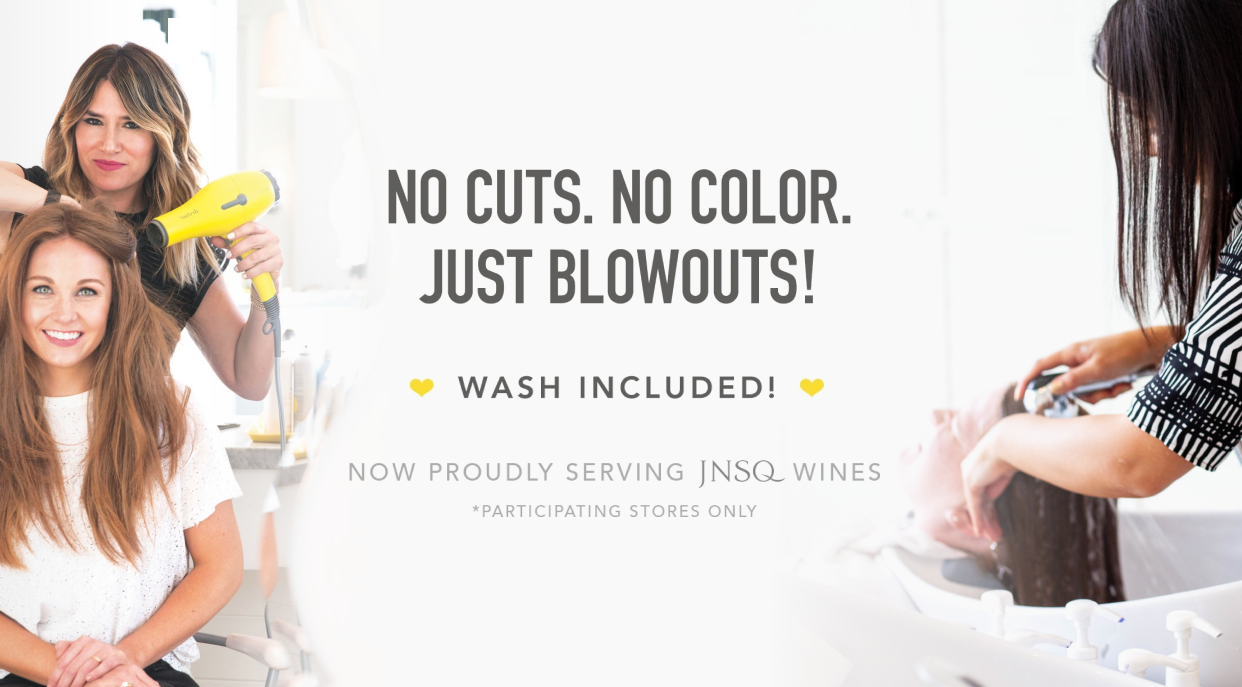 NO CUTS. NO COLOR.
JUST BLOWOUTS!
WASH INCLUDED!
NOW PROUDLY SERVING JNSQ WINES
*PARTICIPATING STORES ONLY